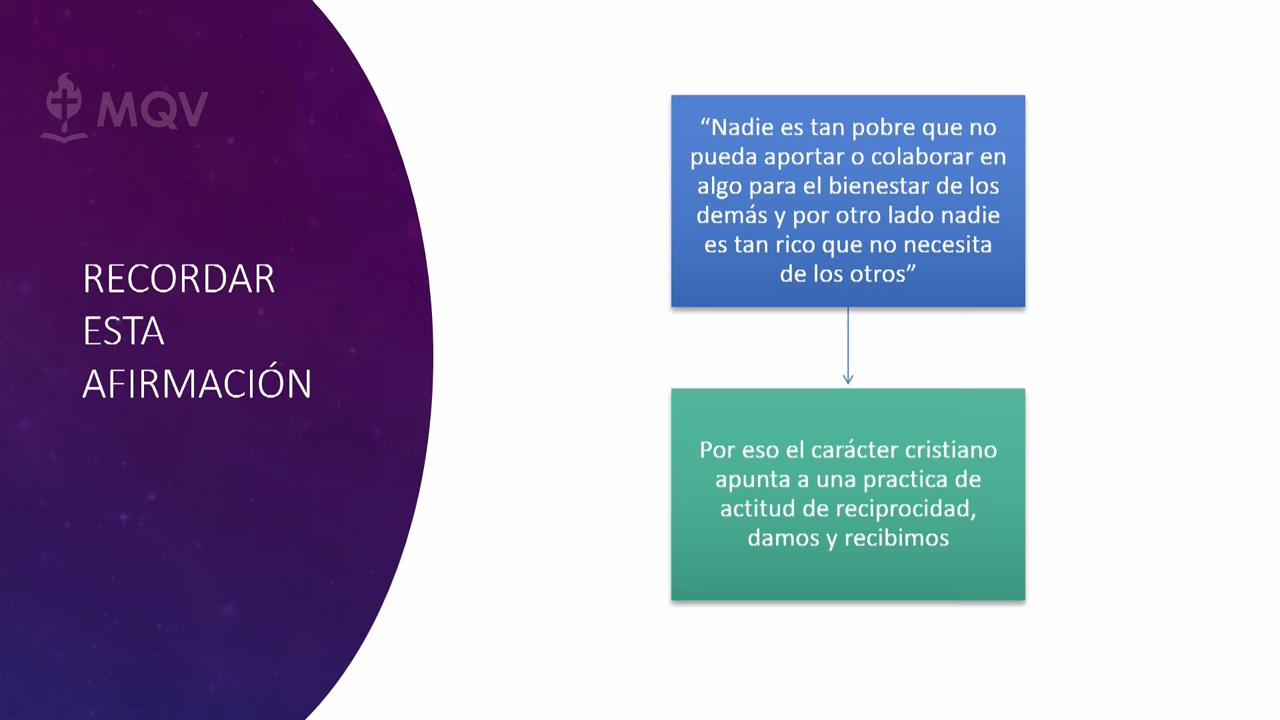 MQV
RECORDAR
ESTA
AFIRMACIÓN
“Nadie es tan pobre que no
pueda aportar o colaborar en
algo para el bienestar de los
demás y por otro lado nadie
es tan rico que no necesita
de los otros”
Por eso el carácter cristiano
apunta a una practica de
actitud de reciprocidad,
damos y recibimos